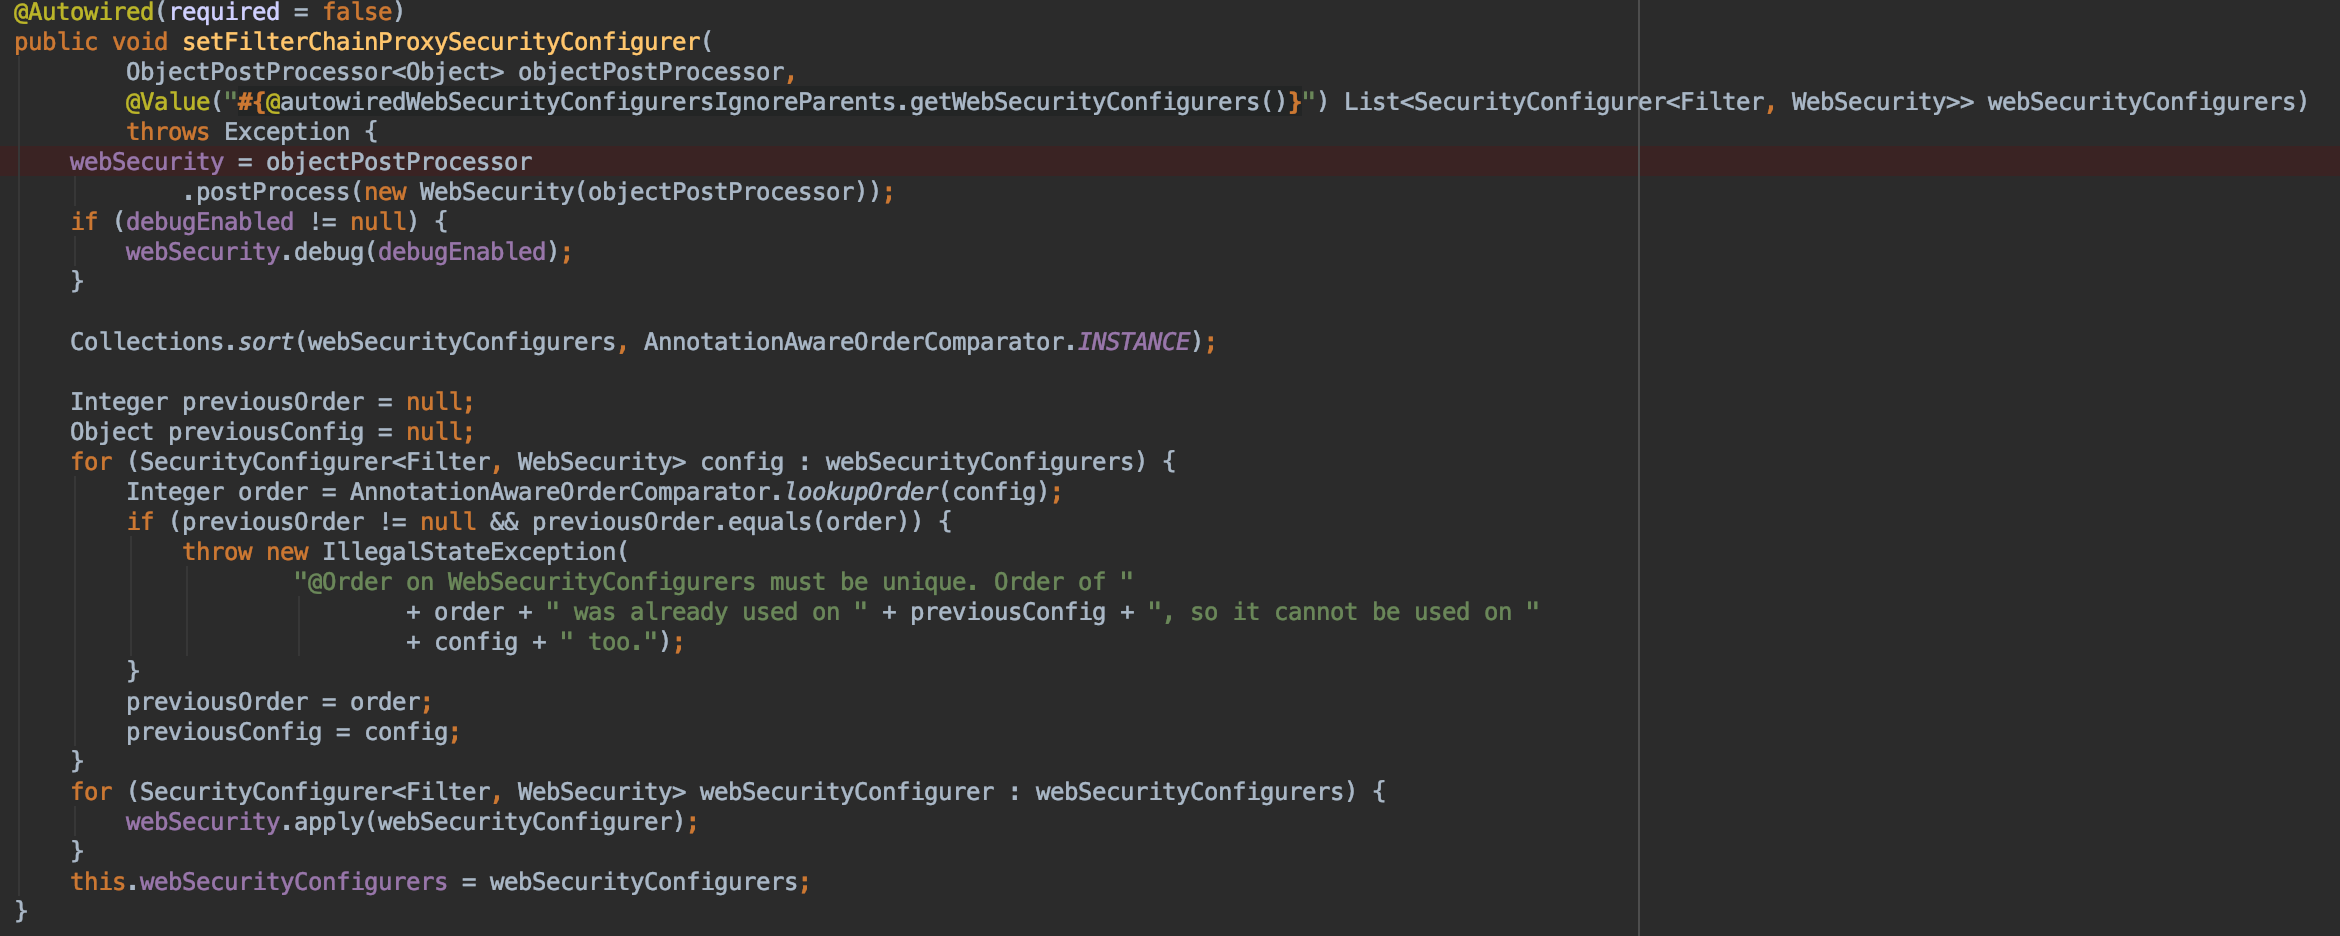 @Autowired(required = false)
public void setFilterChainProxySecurityConfigurer(
        ObjectPostProcessor<Object> objectPostProcessor,
        @Value("#{@autowiredWebSecurityConfigurersIgnoreParents.getWebSecurityConfigurers()}") List<SecurityConfigurer<Filter, WebSecurity>> webSecurityConfigurers)
        throws Exception {
    webSecurity = objectPostProcessor
            .postProcess(new WebSecurity(objectPostProcessor));
    if (debugEnabled != null) {
        webSecurity.debug(debugEnabled);
    }

    Collections.sort(webSecurityConfigurers, AnnotationAwareOrderComparator.INSTANCE);

    Integer previousOrder = null;
    Object previousConfig = null;
    for (SecurityConfigurer<Filter, WebSecurity> config : webSecurityConfigurers) {
        Integer order = AnnotationAwareOrderComparator.lookupOrder(config);
        if (previousOrder != null && previousOrder.equals(order)) {
            throw new IllegalStateException(
                    "@Order on WebSecurityConfigurers must be unique. Order of "
                            + order + " was already used on " + previousConfig + ", so it cannot be used on "
                            + config + " too.");
        }
        previousOrder = order;
        previousConfig = config;
    }
    for (SecurityConfigurer<Filter, WebSecurity> webSecurityConfigurer : webSecurityConfigurers) {
        webSecurity.apply(webSecurityConfigurer);
    }
    this.webSecurityConfigurers = webSecurityConfigurers;
}